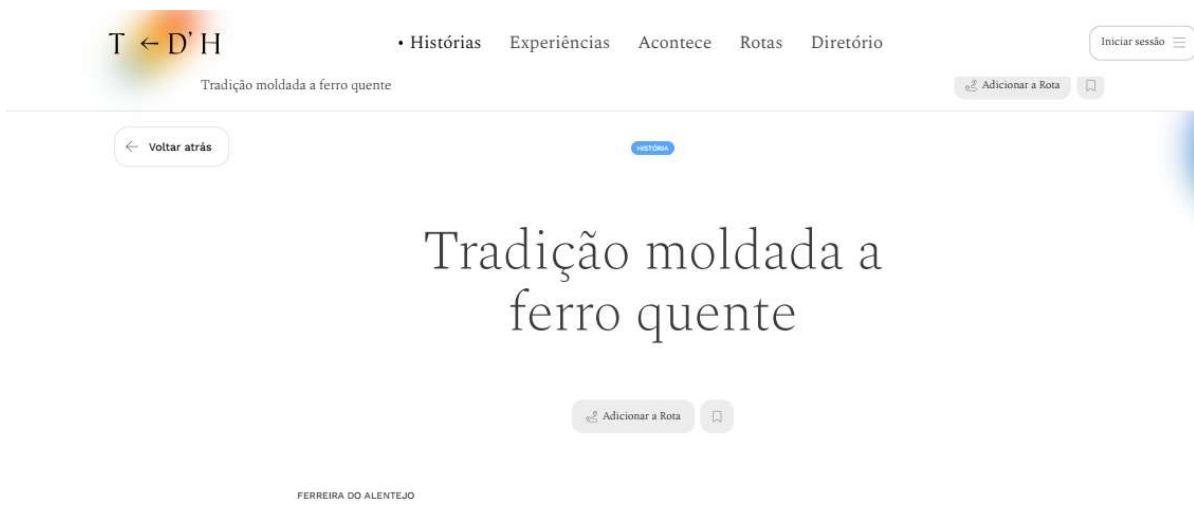 T ← D' H
• Histórias Experiências Acontece Rotas Diretório
Iniciar sessão
Tradição moldada a ferro quente
Adicionar a Rota
← Voltar atrás
HISTÓRIA
Tradição moldada a
ferro quente
Adicionar a Rota
FERREIRA DO ALENTEJO